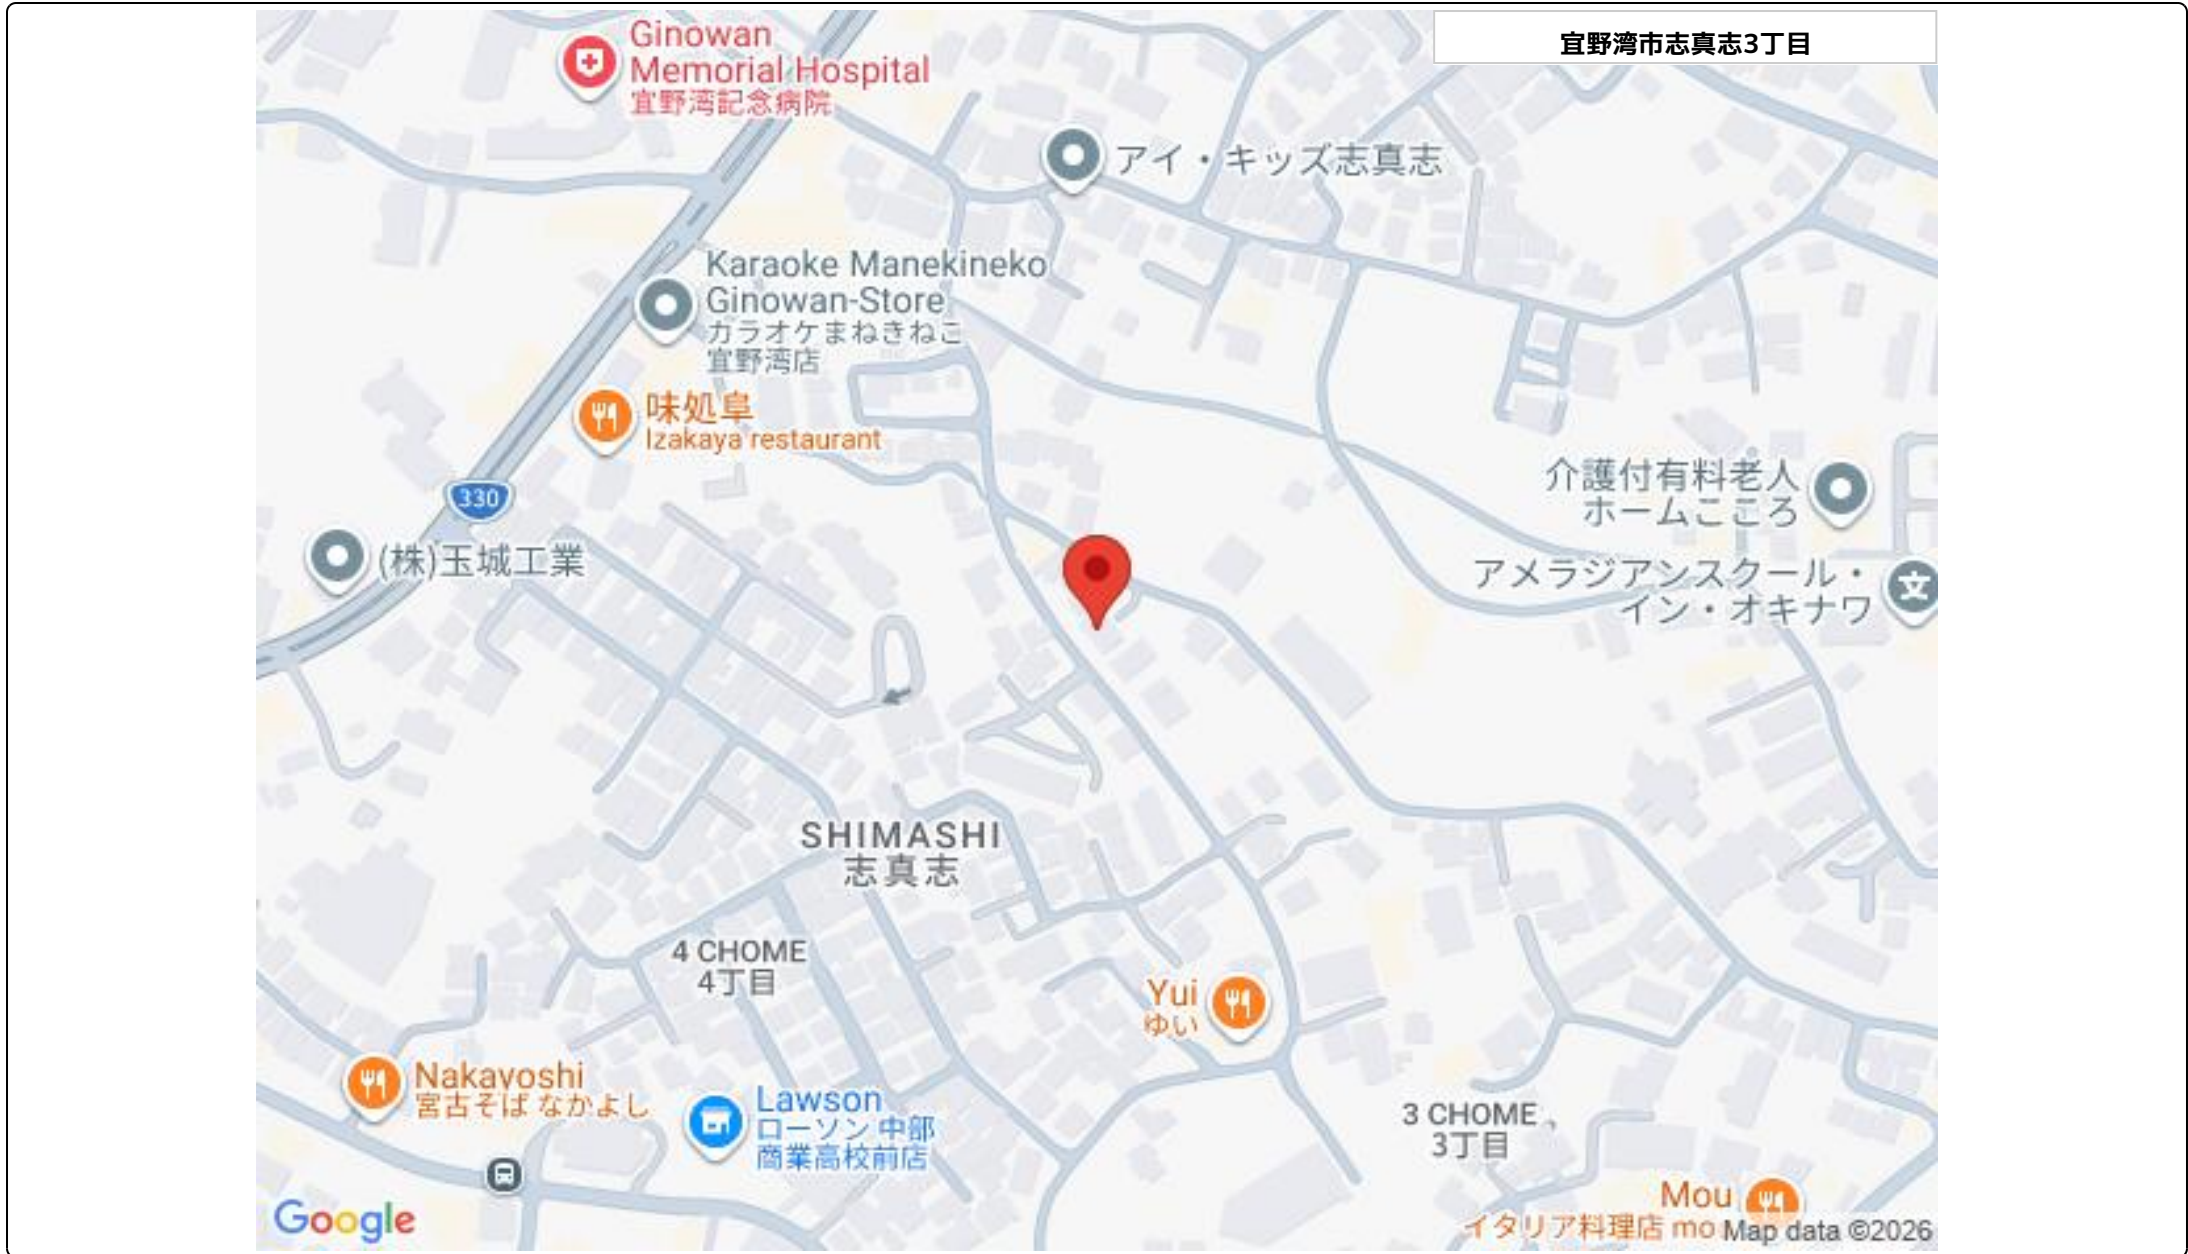 宜野湾市志真志3丁目
Ginowan
Memorial Hospital
宜野湾記念病院
アイ・キッズ志真志
Karaoke Manekineko
Ginowan-Store
カラオケまねきねこ
宜野湾店
味処阜
Izakaya restaurant
330
(株)玉城工業
介護付有料老人
ホームこころ
アメラジアンスクール・
イン・オキナワ
文
SHIMASHI
志真志
4 CHOME
4丁目
Yui
ゆい
Nakayoshi
宮古そば なかよし
Lawson
ローソン 中部
商業高校前店
3 CHOME
3丁目
Mou
イタリア料理店 mo
Google
Map data ©2026